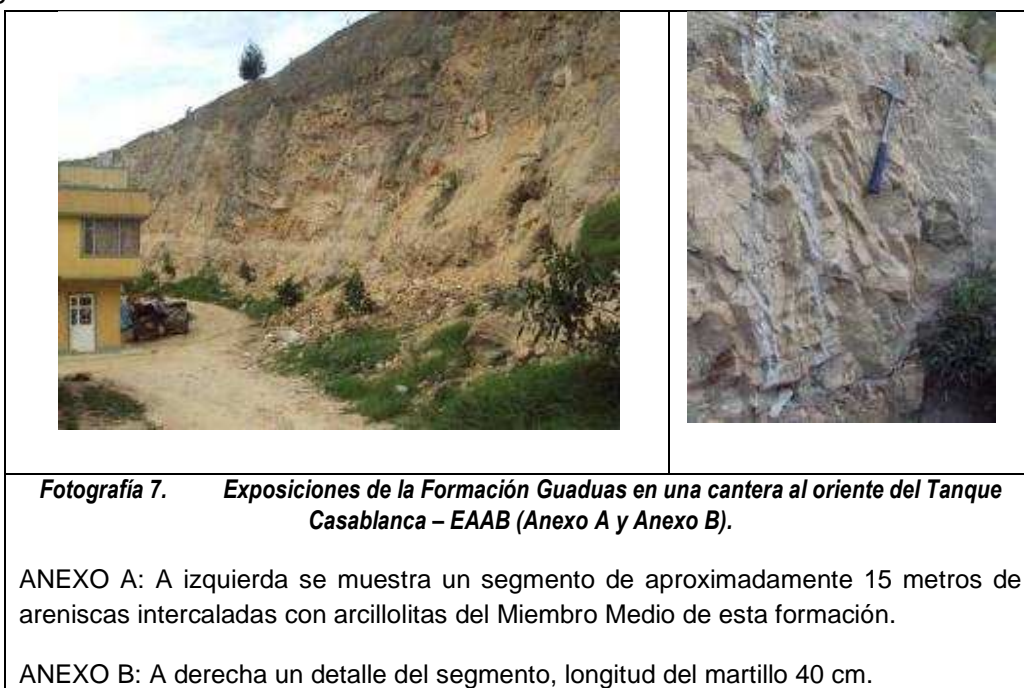 Fotografía 7. Exposiciones de la Formación Guaduas en una cantera al oriente del Tanque
Casablanca – EAAB (Anexo A y Anexo B).
ANEXO A: A izquierda se muestra un segmento de aproximadamente 15 metros de
areniscas intercaladas con arcillolitas del Miembro Medio de esta formación.
ANEXO B: A derecha un detalle del segmento, longitud del martillo 40 cm.